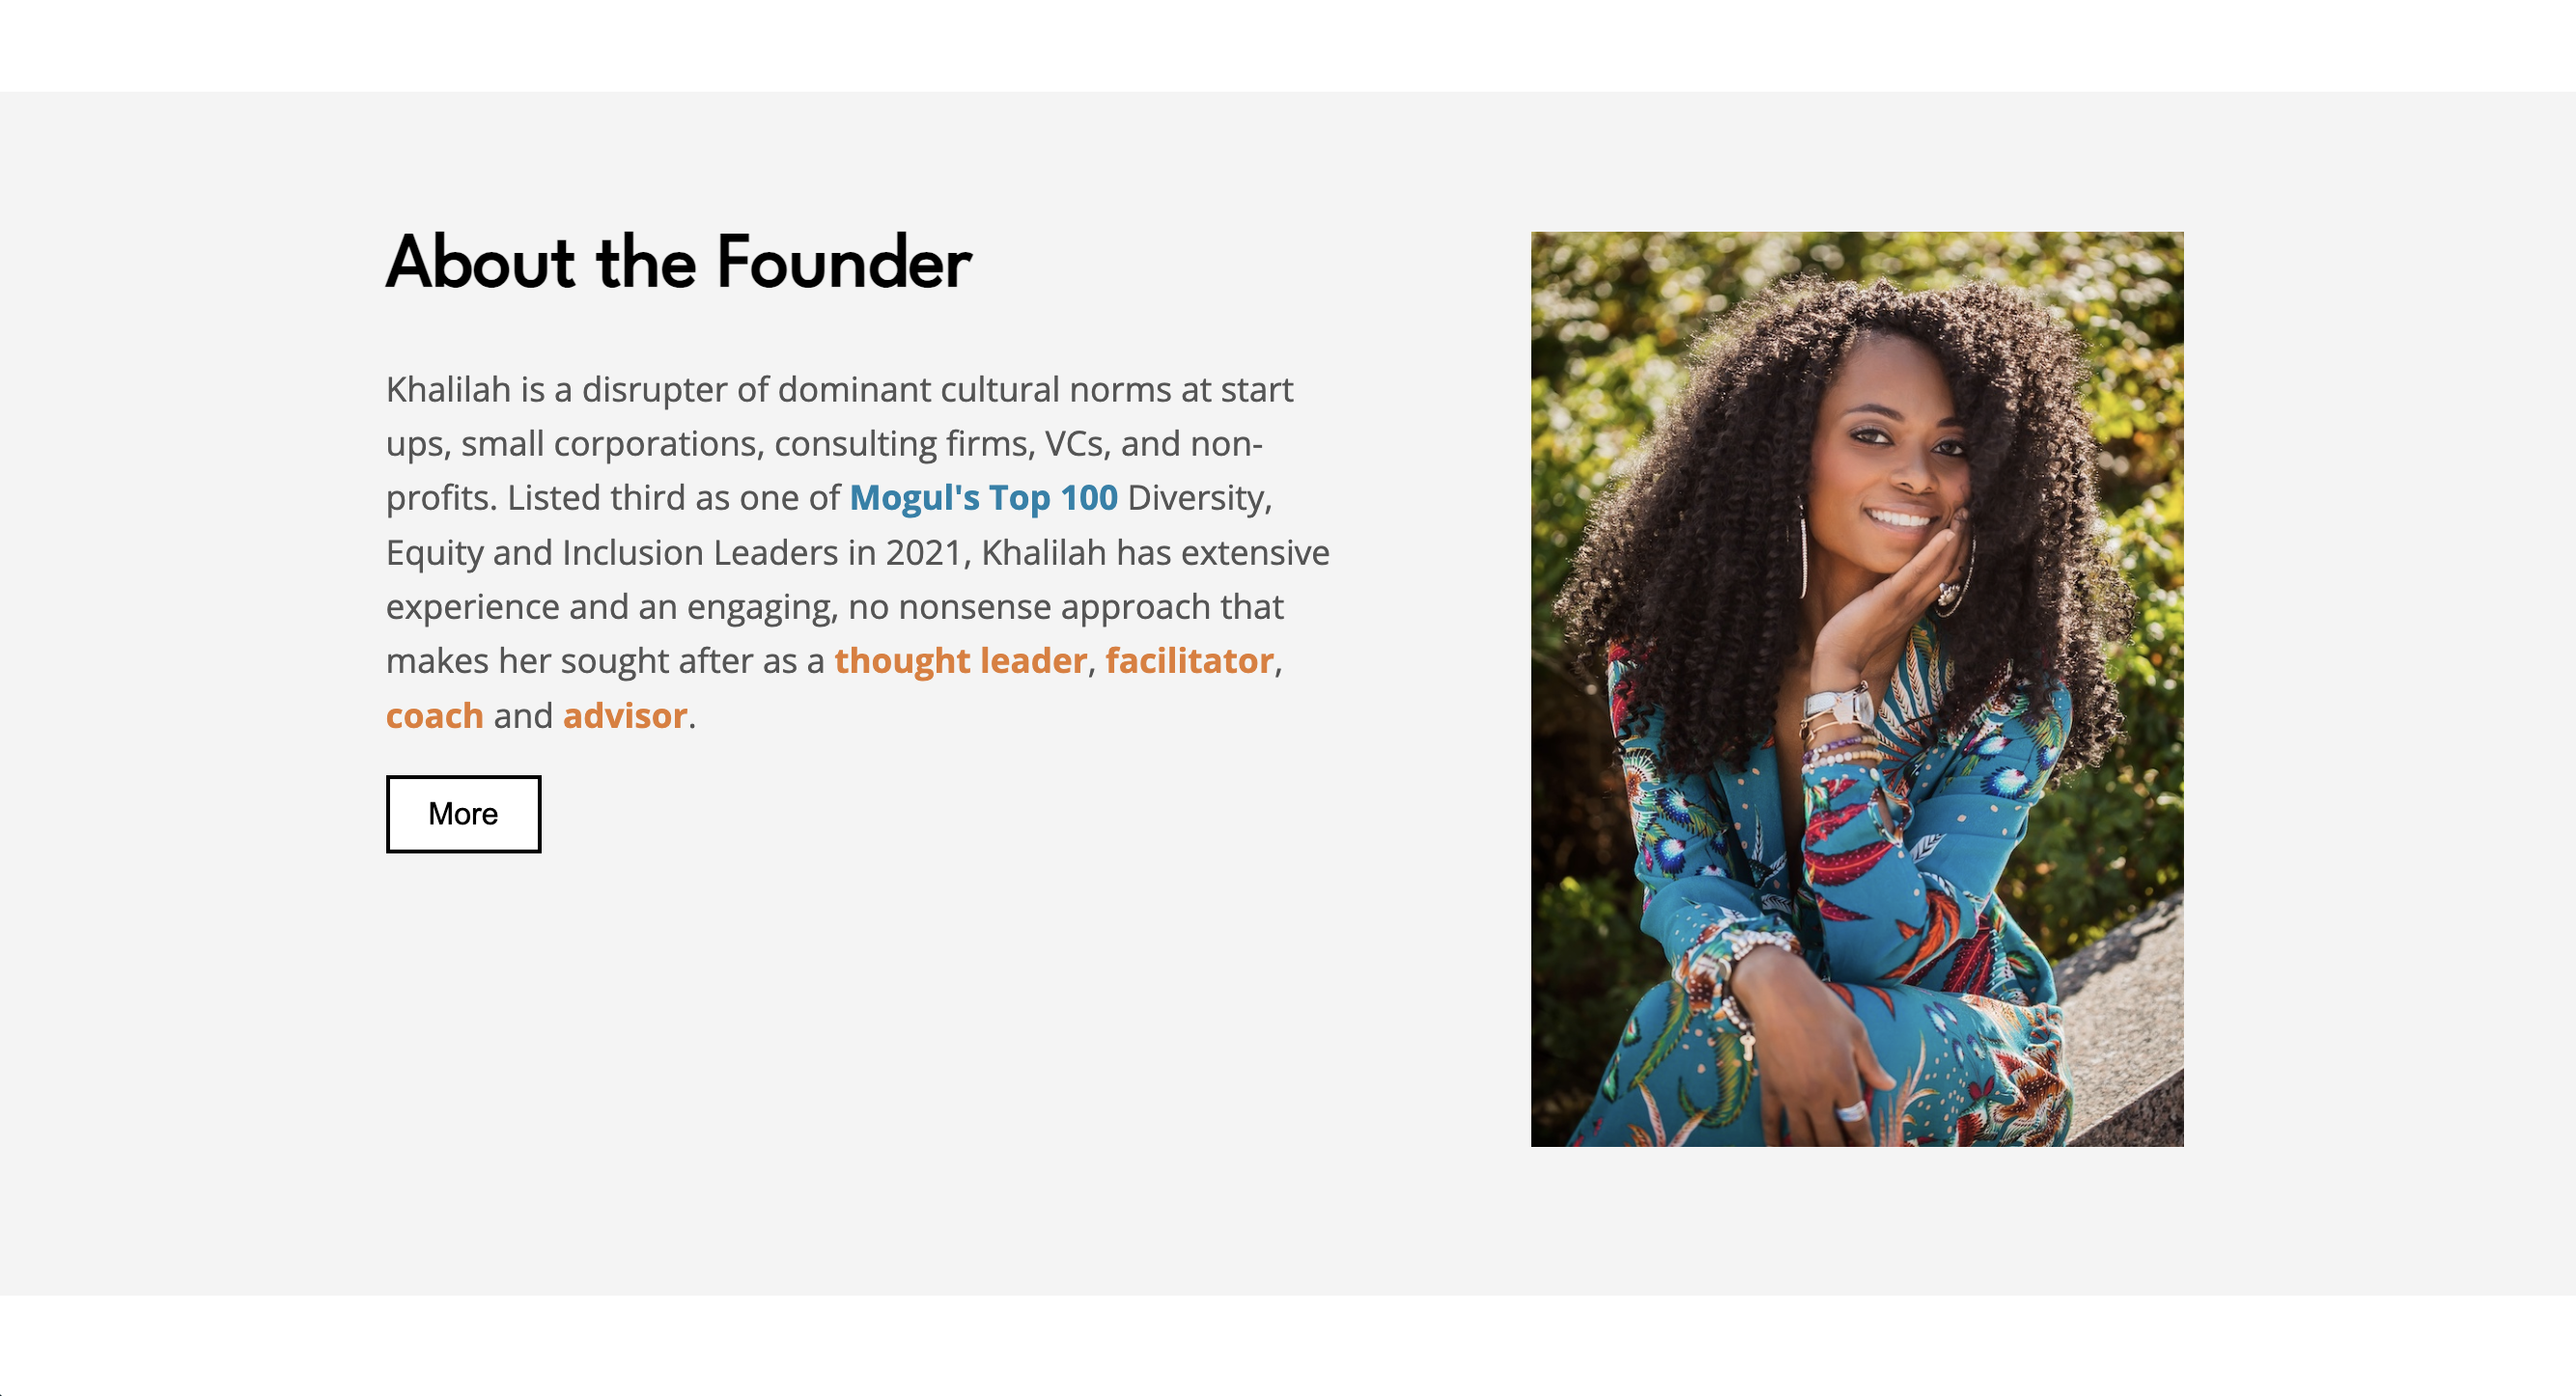 About the Founder
Khalilah is a disrupter of dominant cultural norms at start
ups, small corporations, consulting firms, VCs, and non-
profits. Listed third as one of Mogul's Top 100 Diversity,
Equity and Inclusion Leaders in 2021, Khalilah has extensive
experience and an engaging, no nonsense approach that
makes her sought after as a thought leader, facilitator,
coach and advisor.
More